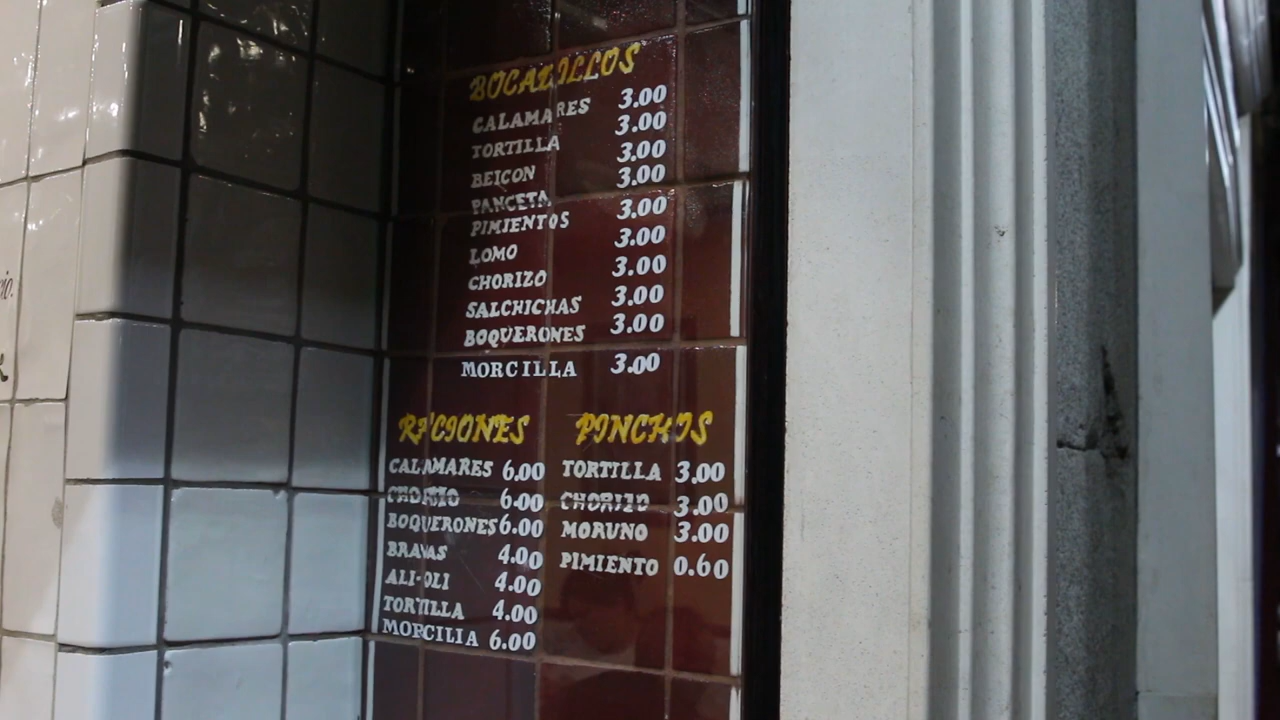 BOCADILLOS
CALAMARES 3.00
TORTILLA 3.00
BEICON 3.00
PANCETA 3.00
PIMIENTOS 3.00
LOMO 3.00
CHORIZO 3.00
SALCHICHAS 3.00
BOQUERONES 3.00
MORCILLA 3.00
RACIONES
CALAMARES 6.00
CHORIZO 6.00
BOQUERONES 6.00
BRAVAS 4.00
ALI-OLI 4.00
TORTILLA 4.00
MORCILIA 6.00
PINCHOS
TORTILLA 3.00
CHORIZO 3.00
MORUNO 3.00
PIMIENTO 0.60